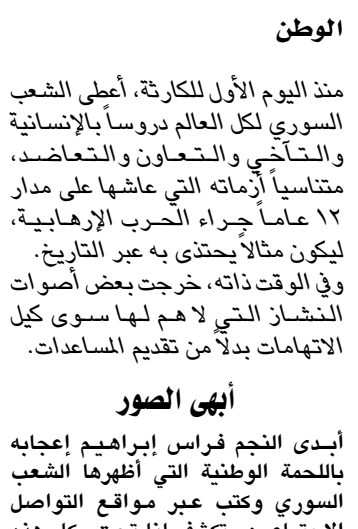 الوطن
منذ اليوم الأول للكارثة، أعطى الشعب
السوري لكل العالم دروساً بالإنسانية
والتآخي والتعاون والتعاضد،
متناسياً أزماته التي عاشها على مدار
١٢ عاماً جراء الحرب الإرهابية،
ليكون مثالاً يحتذى به عبر التاريخ.
وفي الوقت ذاته، خرجت بعض أصوات
النشاز التي لا هم لها سوى كيل
الاتهامات بدلاً من تقديم المساعدات.
أبهى الصور
أبدى النجم فراس إبراهيم إعجابه
باللحمة الوطنية التي أظهرها الشعب
السوري وكتب عبر مواقع التواصل